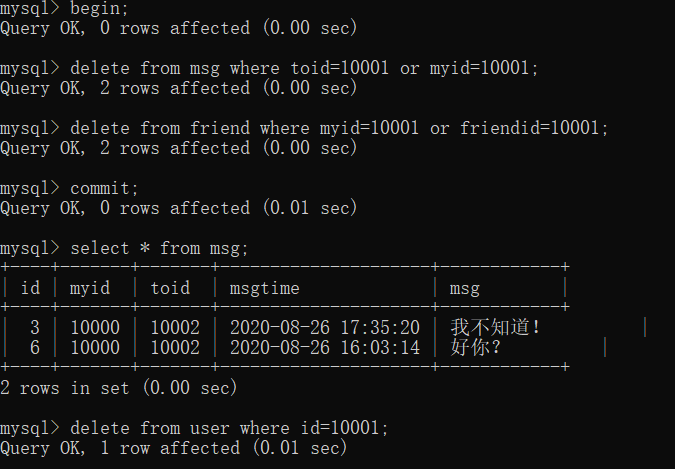 mysql> begin;
Query OK, 0 rows affected (0.00 sec)
mysql> delete from msg where toid=10001 or myid=10001;
Query OK, 2 rows affected (0.00 sec)
mysql> delete from friend where myid=10001 or friendid=10001;
Query OK, 2 rows affected (0.00 sec)
mysql> commit;
Query OK, 0 rows affected (0.01 sec)
mysql> select * from msg;
+----+-------+-------+---------------------+------------+
| id | myid  | toid  | msgtime             | msg        |
+----+-------+-------+---------------------+------------+
|  3 | 10000 | 10002 | 2020-08-26 17:35:20 | 我不知道！          |
|  6 | 10000 | 10002 | 2020-08-26 16:03:14 | 好你？          |
+----+-------+-------+---------------------+------------+
2 rows in set (0.00 sec)
mysql> delete from user where id=10001;
Query OK, 1 row affected (0.01 sec)